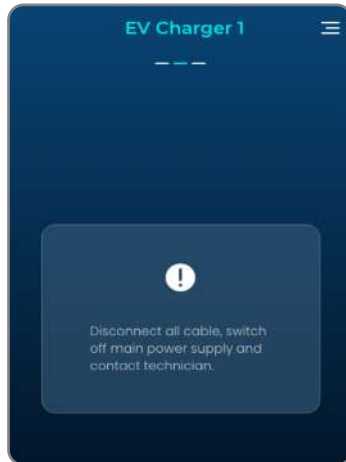 EV Charger 1
Disconnect all cable, switch
off main power supply and
contact technician.